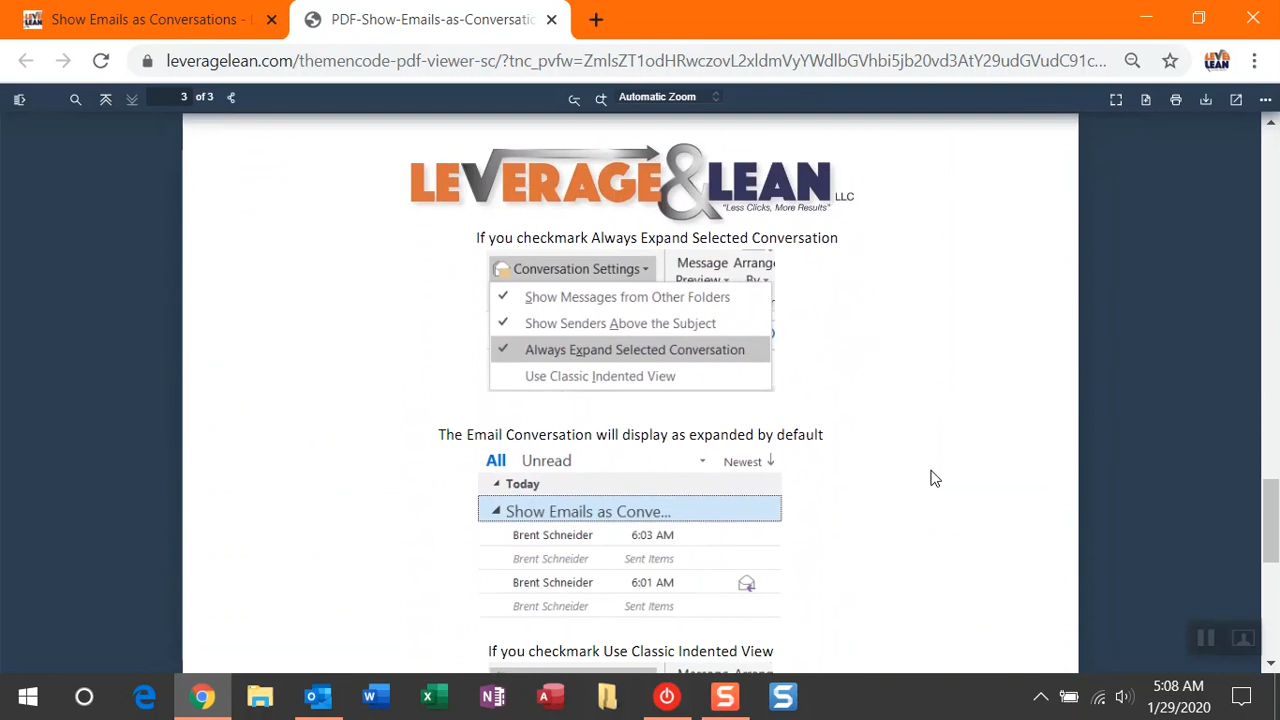 Show Emails as Conversations -
PDF-Show-Emails-as-Conversatio
leveragelean.com/themencode-pdf-viewer-sc/?tnc_pvfw=ZmlsZT1odHRwczovL2xldmVyYWdlbGVhbi5jb20vd3AtY29udGVudC91c...
3 of 3
Automatic Zoom
LEVERAGE&LEAN LLC
"Less Clicks, More Results"
If you checkmark Always Expand Selected Conversation
Conversation Settings
Message Arrange
Preview By
✓ Show Messages from Other Folders
✓ Show Senders Above the Subject
✓ Always Expand Selected Conversation
Use Classic Indented View
The Email Conversation will display as expanded by default
All Unread Newest ↓
Today
Show Emails as Conve...
Brent Schneider 6:03 AM
Brent Schneider Sent Items
Brent Schneider 6:01 AM
Brent Schneider Sent Items
If you checkmark Use Classic Indented View
5:08 AM
1/29/2020